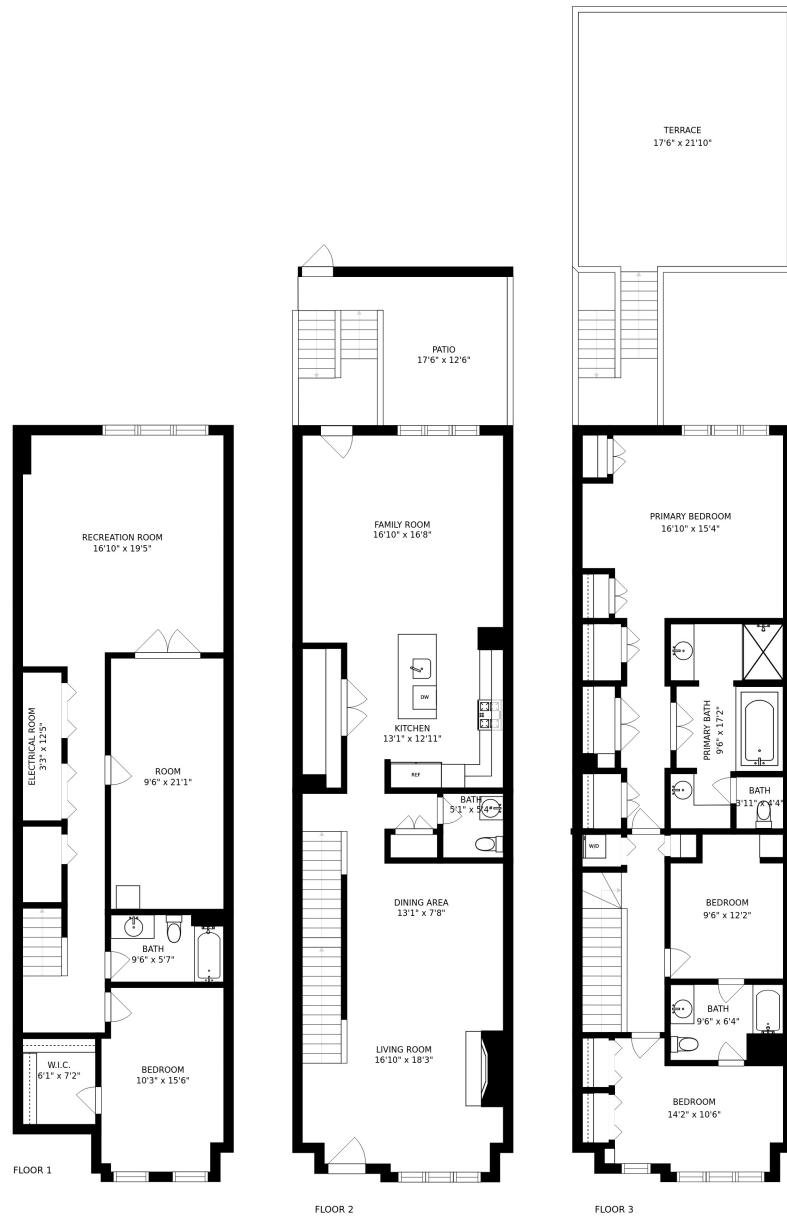 RECREATION ROOM
16'10" x 19'5"
ELECTRICAL ROOM
3'3" x 12'5"
ROOM
9'6" x 21'1"
BATH
9'6" x 5'7"
W.I.C.
6'1" x 7'2"
BEDROOM
10'3" x 15'6"
FLOOR 1
PATIO
17'6" x 12'6"
FAMILY ROOM
16'10" x 16'8"
DW
KITCHEN
13'1" x 12'11"
REF
BATH
5'1" x 5'4"
DINING AREA
13'1" x 7'8"
LIVING ROOM
16'10" x 18'3"
FLOOR 2
TERRACE
17'6" x 21'10"
PRIMARY BEDROOM
16'10" x 15'4"
PRIMARY BATH
9'6" x 17'2"
BATH
3'11" x 4'4"
W/D
BEDROOM
9'6" x 12'2"
BATH
9'6" x 6'4"
BEDROOM
14'2" x 10'6"
FLOOR 3